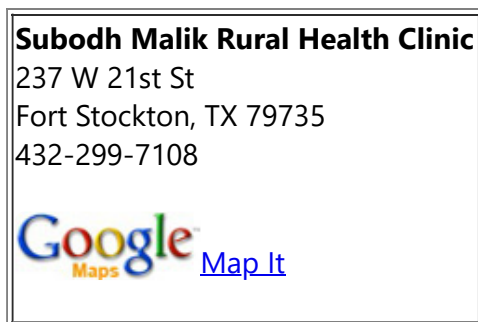 Subodh Malik Rural Health Clinic
237 W 21st St
Fort Stockton, TX 79735
432-299-7108
Google Maps Map It